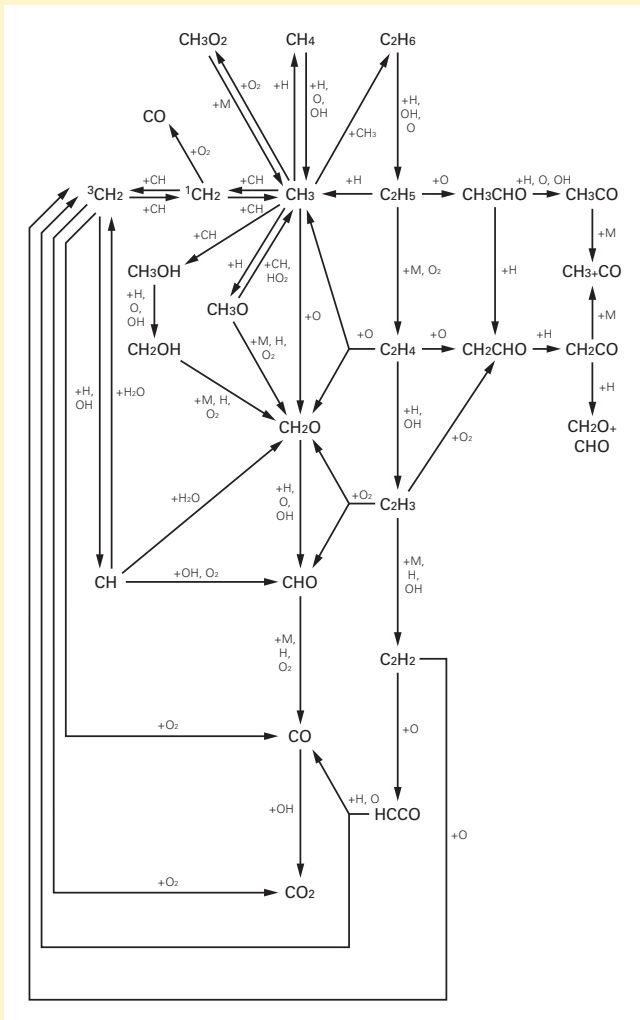 CH3O2 CH4 C2H6
+O2
+M
+H
+H,
O,
OH
+H,
OH,
O
+CH3
CO
+O2
³CH2 +CH +CH ¹CH2 +CH +CH CH3 +H C2H5 +O CH3CHO +H, O, OH CH3CO
+CH
+H
+CH,
HO2
+M
CH3OH
+H,
O,
OH
CH3O
+O
+M, O2
+H
CH3+CO
+M
CH2OH
+M, H,
O2
+O C2H4 +O CH2CHO +H CH2CO
+H,
OH
+H2O
+M, H,
O2
+H
CH2O
+H,
OH
CH2O+
CHO
+O2
+H2O
+H,
O,
OH
+O2 C2H3
CH +OH, O2 CHO
+M,
H,
OH
+M,
H,
O2
C2H2
+O2 CO
+O
+OH
+H, O HCCO
+O
+O2 CO2